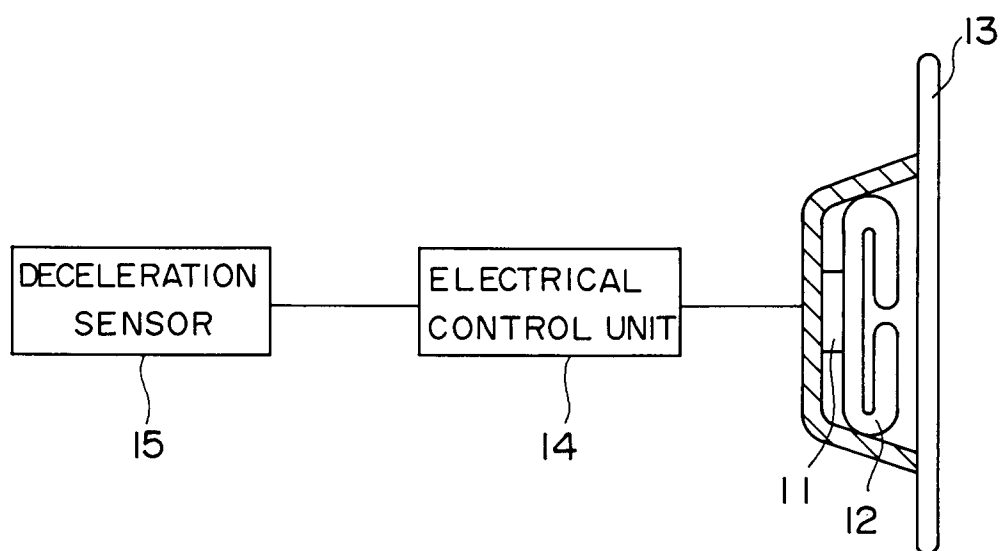 13
DECELERATION
SENSOR
ELECTRICAL
CONTROL UNIT
15
14
11
12